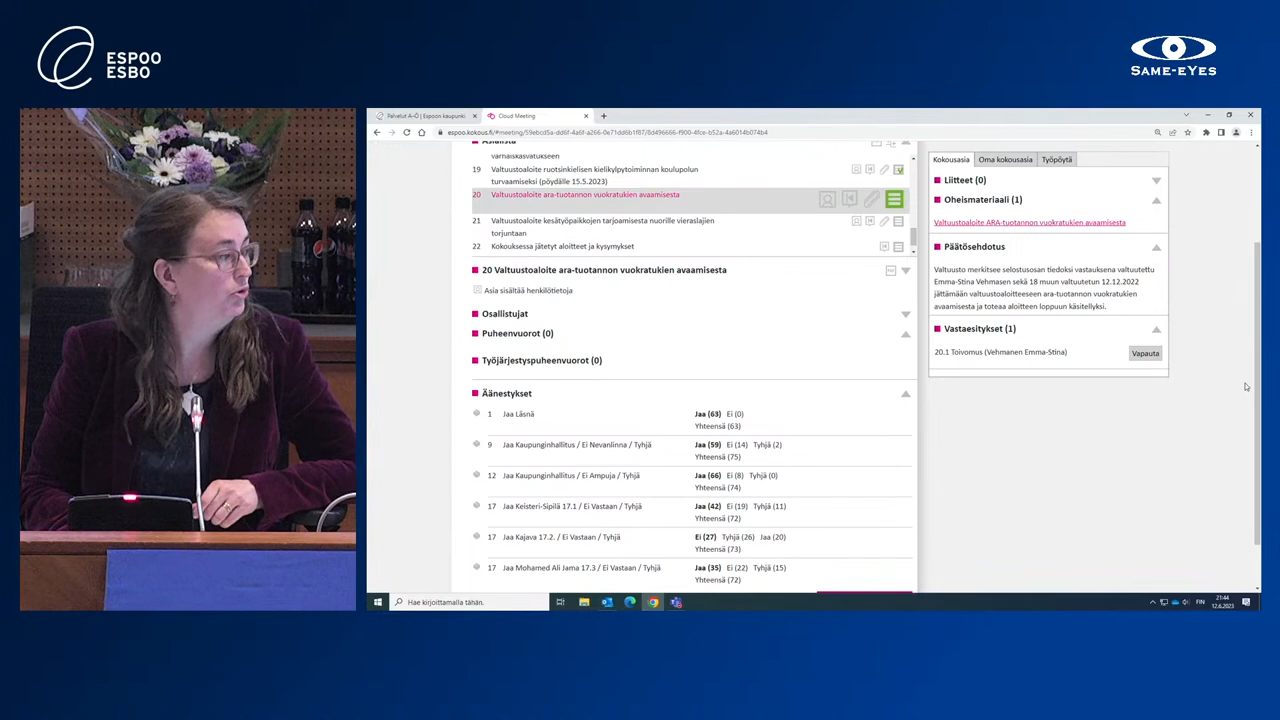 ESPOO
ESBO
SAME-EYES
Palvelut A–Ö | Espoon kaupunki
Cloud Meeting
espoo.kokous.fi/#meeting/59ebcd5a-dd6f-4a6f-a266-0e71dd6b1f87/8d496666-f900-4fce-b52a-4a6014b074b4
Asialista
varhaiskasvatukseen
19 Valtuustoaloite ruotsinkielisen kielikylpytoiminnan koulupolun
turvaamiseksi (pöydälle 15.5.2023)
20 Valtuustoaloite ara-tuotannon vuokratukien avaamisesta
21 Valtuustoaloite kesätyöpaikkojen tarjoamisesta nuorille vieraslajien
torjuntaan
22 Kokouksessa jätetyt aloitteet ja kysymykset
20 Valtuustoaloite ara-tuotannon vuokratukien avaamisesta
Asia sisältää henkilötietoja
Osallistujat
Puheenvuorot (0)
Työjärjestyspuheenvuorot (0)
Äänestykset
1 Jaa Läsnä Jaa (63) Ei (0)
Yhteensä (63)
9 Jaa Kaupunginhallitus / Ei Nevanlinna / Tyhjä Jaa (59) Ei (14) Tyhjä (2)
Yhteensä (75)
12 Jaa Kaupunginhallitus / Ei Ampuja / Tyhjä Jaa (66) Ei (8) Tyhjä (0)
Yhteensä (74)
17 Jaa Keisteri-Sipilä 17.1 / Ei Vastaan / Tyhjä Jaa (42) Ei (19) Tyhjä (11)
Yhteensä (72)
17 Jaa Kajava 17.2. / Ei Vastaan / Tyhjä Ei (27) Tyhjä (26) Jaa (20)
Yhteensä (73)
17 Jaa Mohamed Ali Jama 17.3 / Ei Vastaan / Tyhjä Jaa (35) Ei (22) Tyhjä (15)
Yhteensä (72)
Kokousasia Oma kokousasia Työpöytä
Liitteet (0)
Oheismateriaali (1)
Valtuustoaloite ARA-tuotannon vuokratukien avaamisesta
Päätösehdotus
Valtuusto merkitsee selostusosan tiedoksi vastauksena valtuutettu
Emma-Stina Vehmasen sekä 18 muun valtuutetun 12.12.2022
jättämään valtuustoaloitteeseen ara-tuotannon vuokratukien
avaamisesta ja toteaa aloitteen loppuun käsitellyksi.
Vastaesitykset (1)
20.1 Toivomus (Vehmanen Emma-Stina) Vapauta
Hae kirjoittamalla tähän.
FIN
21:44
12.6.2023